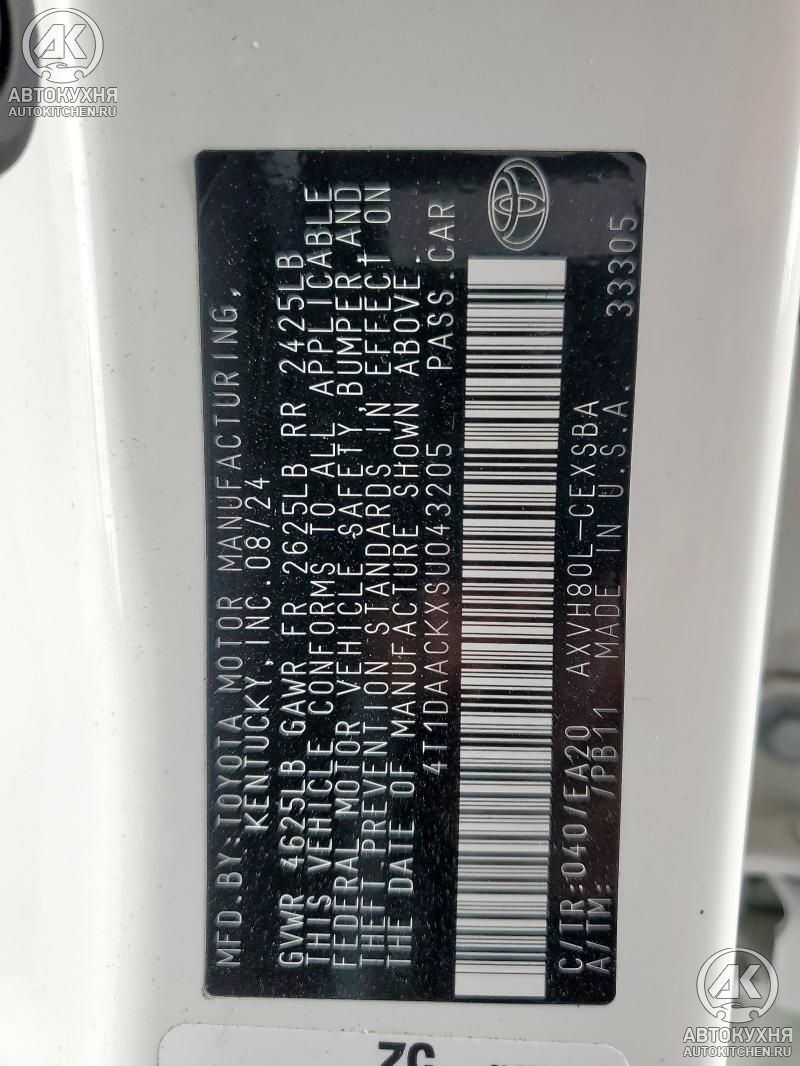 АВТОКУХНЯ
AUTOKITCHEN.RU
MFD.BY:TOYOTA MOTOR MANUFACTURING,
KENTUCKY, INC.08/24
GVWR 4625LB GAWR FR 2625LB RR 2425LB
THIS VEHICLE CONFORMS TO ALL APPLICABLE
FEDERAL MOTOR VEHICLE SAFETY, BUMPER, AND
THEFT PREVENTION STANDARDS IN EFFECT ON
THE DATE OF MANUFACTURE SHOWN ABOVE.
4T1DAACKXSU043205 PASS.CAR
C/TR:040/EA20 AXVH80L-CEXSBA
A/TM: /PB11 MADE IN U.S.A. 33305
ZC
АВТОКУХНЯ
AUTOKITCHEN.RU